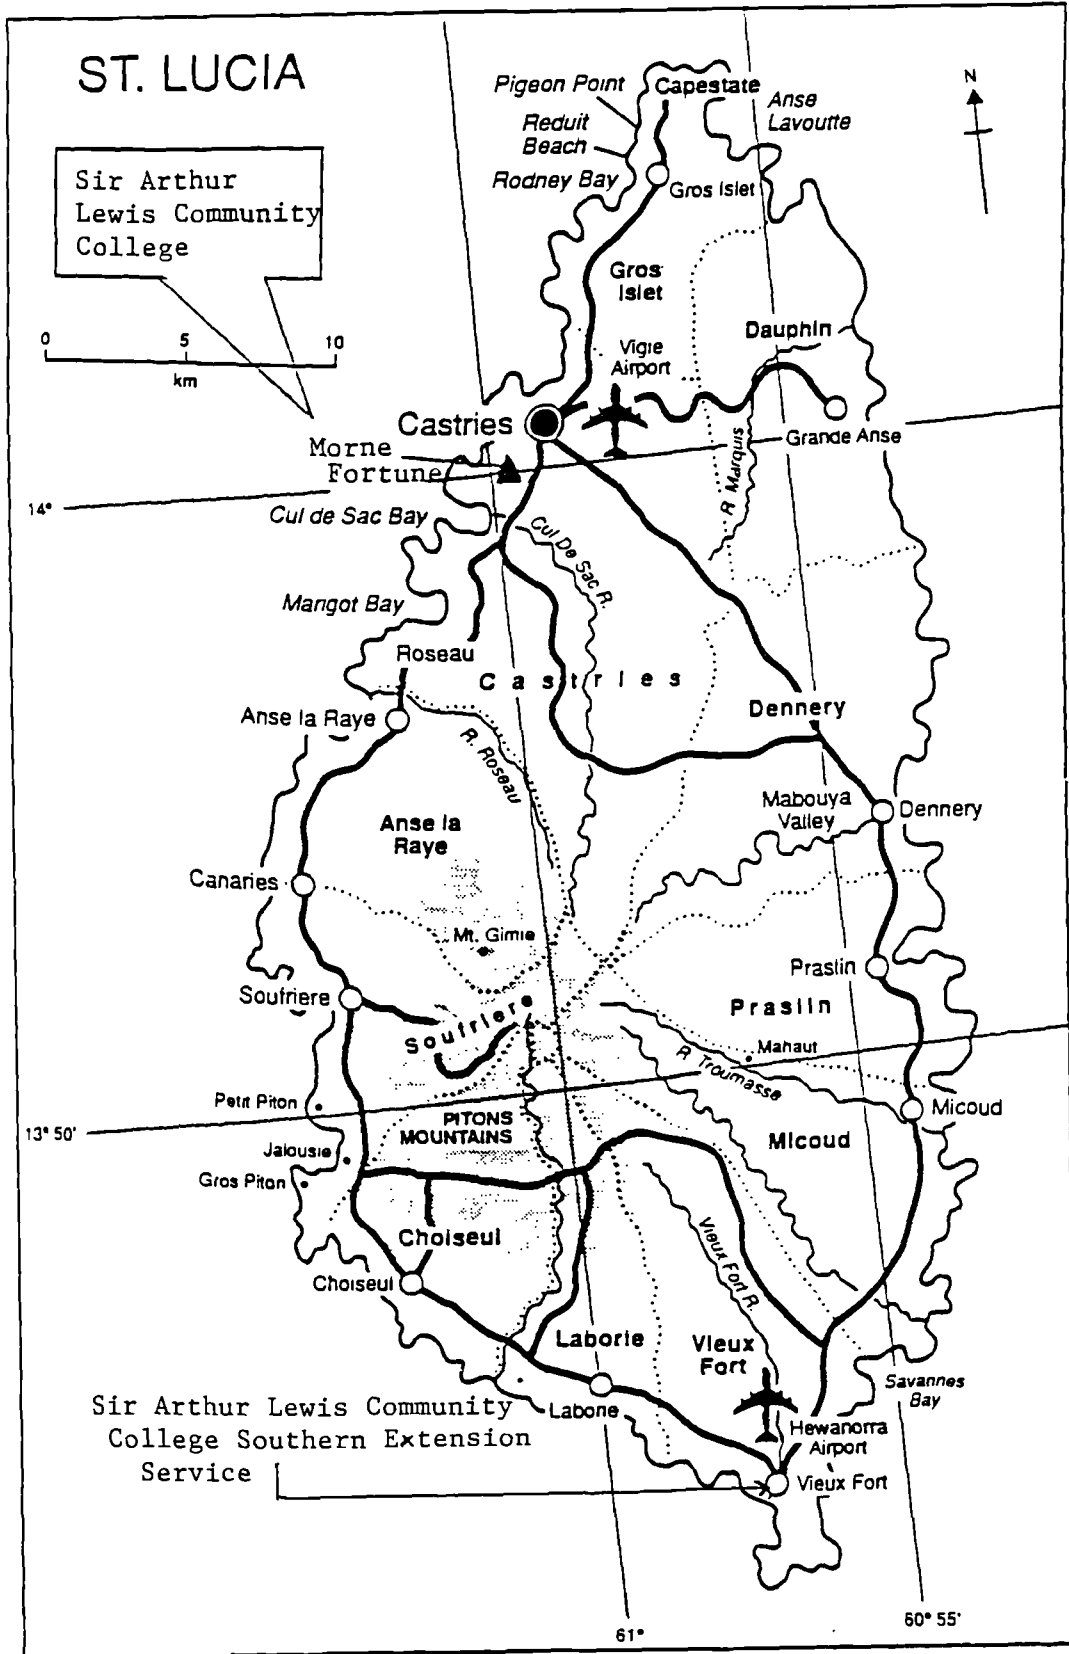 ST. LUCIA
N
Pigeon Point
Capestate
Anse
Lavoutte
Reduit
Beach
Rodney Bay
Gros Islet
Sir Arthur
Lewis Community
College
0 5 10
km
Gros
Islet
Dauphin
Vigie
Airport
Castries
Grande Anse
R. Marquis
Morne
Fortune
14°
Cul de Sac Bay
Cul De Sac R.
Marigot Bay
Roseau
Castries
Anse la Raye
R. Roseau
Dennery
Mabouya
Valley
Dennery
Anse la
Raye
Canaries
Mt. Gimie
Praslin
Soufriere
Soufriere
Praslin
Mahaut
R Troumasse
Petit Piton
Micoud
13° 50'
PITONS
MOUNTAINS
Micoud
Jalousie
Gros Piton
Choiseul
Choiseul
Vieux Fort R.
Laborie
Vieux
Fort
Savannes
Bay
Laborie
Sir Arthur Lewis Community
College Southern Extension
Service
Hewanorra
Airport
Vieux Fort
61°
60° 55'